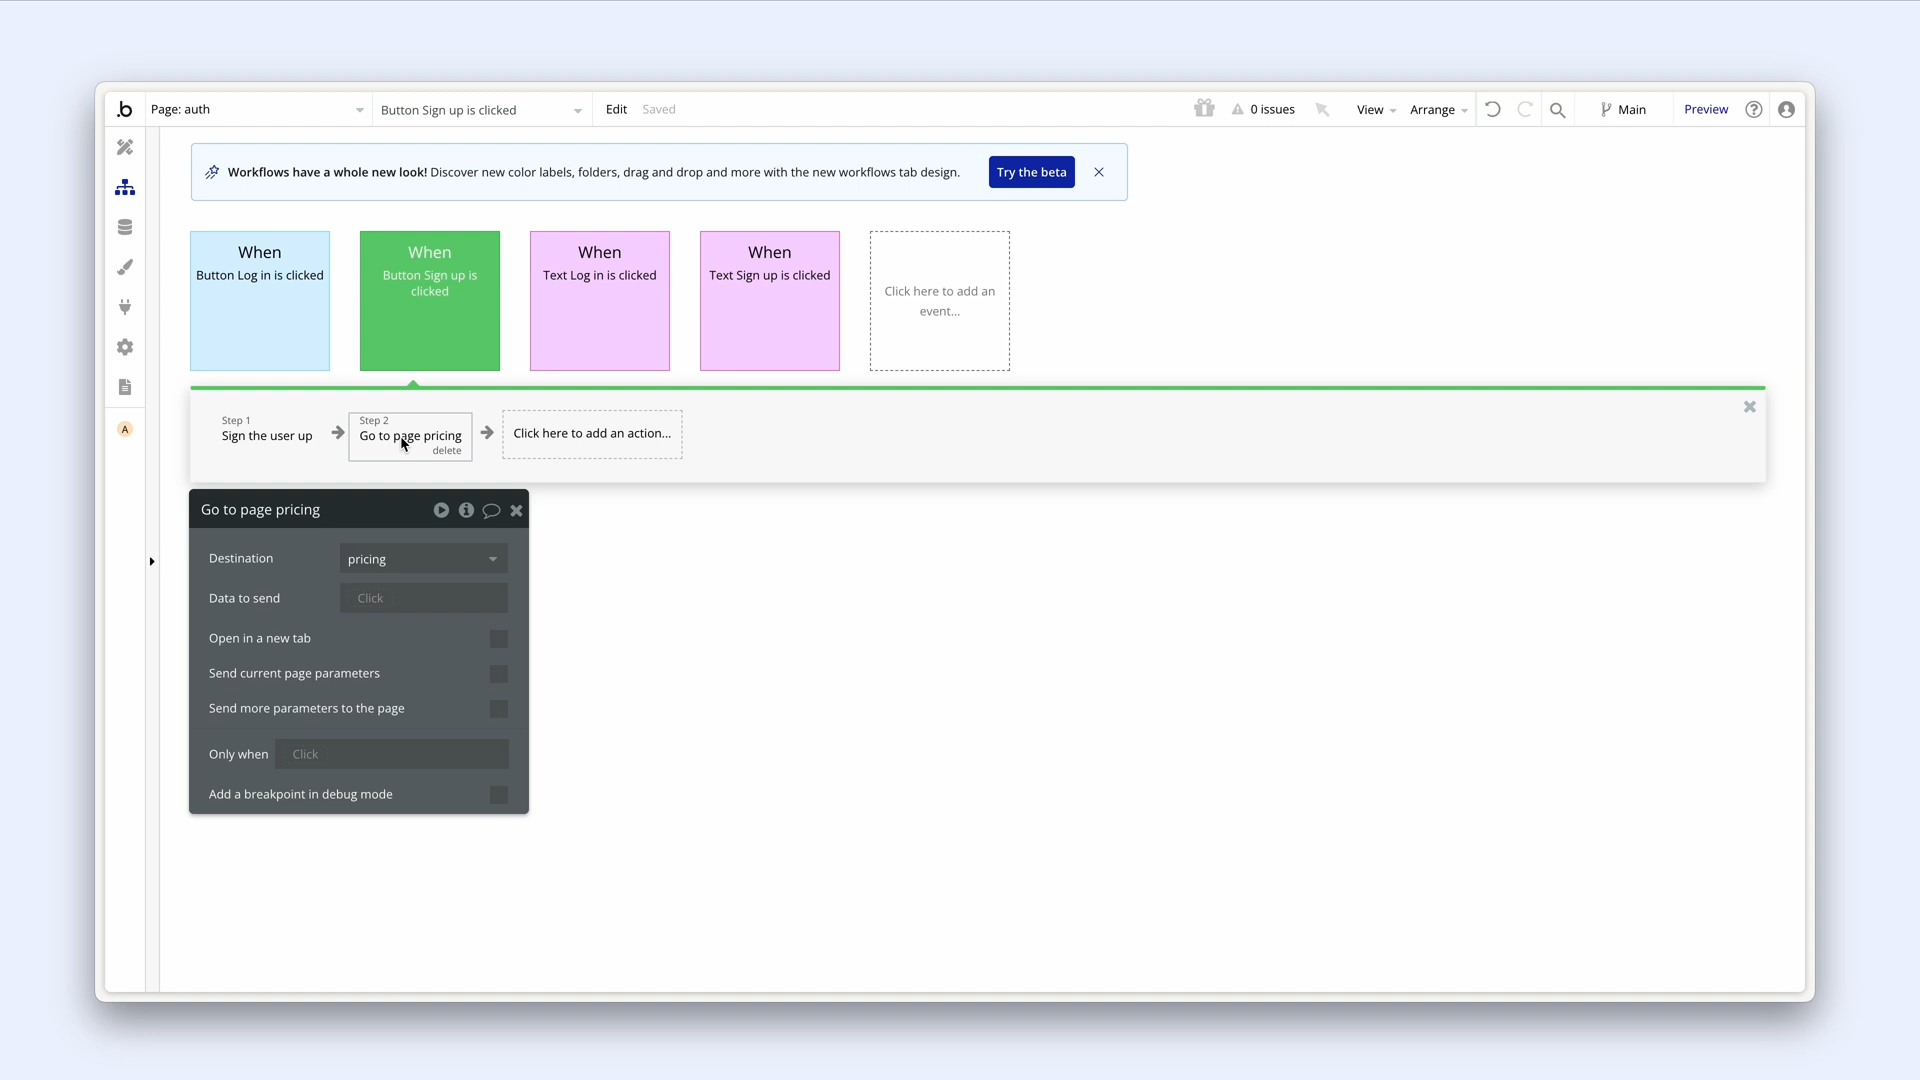 .b
Page: auth
Button Sign up is clicked
Edit
Saved
0 issues
View
Arrange
Main
Preview
Workflows have a whole new look! Discover new color labels, folders, drag and drop and more with the new workflows tab design.
Try the beta
When
Button Log in is clicked
When
Button Sign up is
clicked
When
Text Log in is clicked
When
Text Sign up is clicked
Click here to add an
event...
Step 1
Sign the user up
Step 2
Go to page pricing
delete
Click here to add an action...
A
Go to page pricing
Destination
pricing
Data to send
Click
Open in a new tab
Send current page parameters
Send more parameters to the page
Only when
Click
Add a breakpoint in debug mode